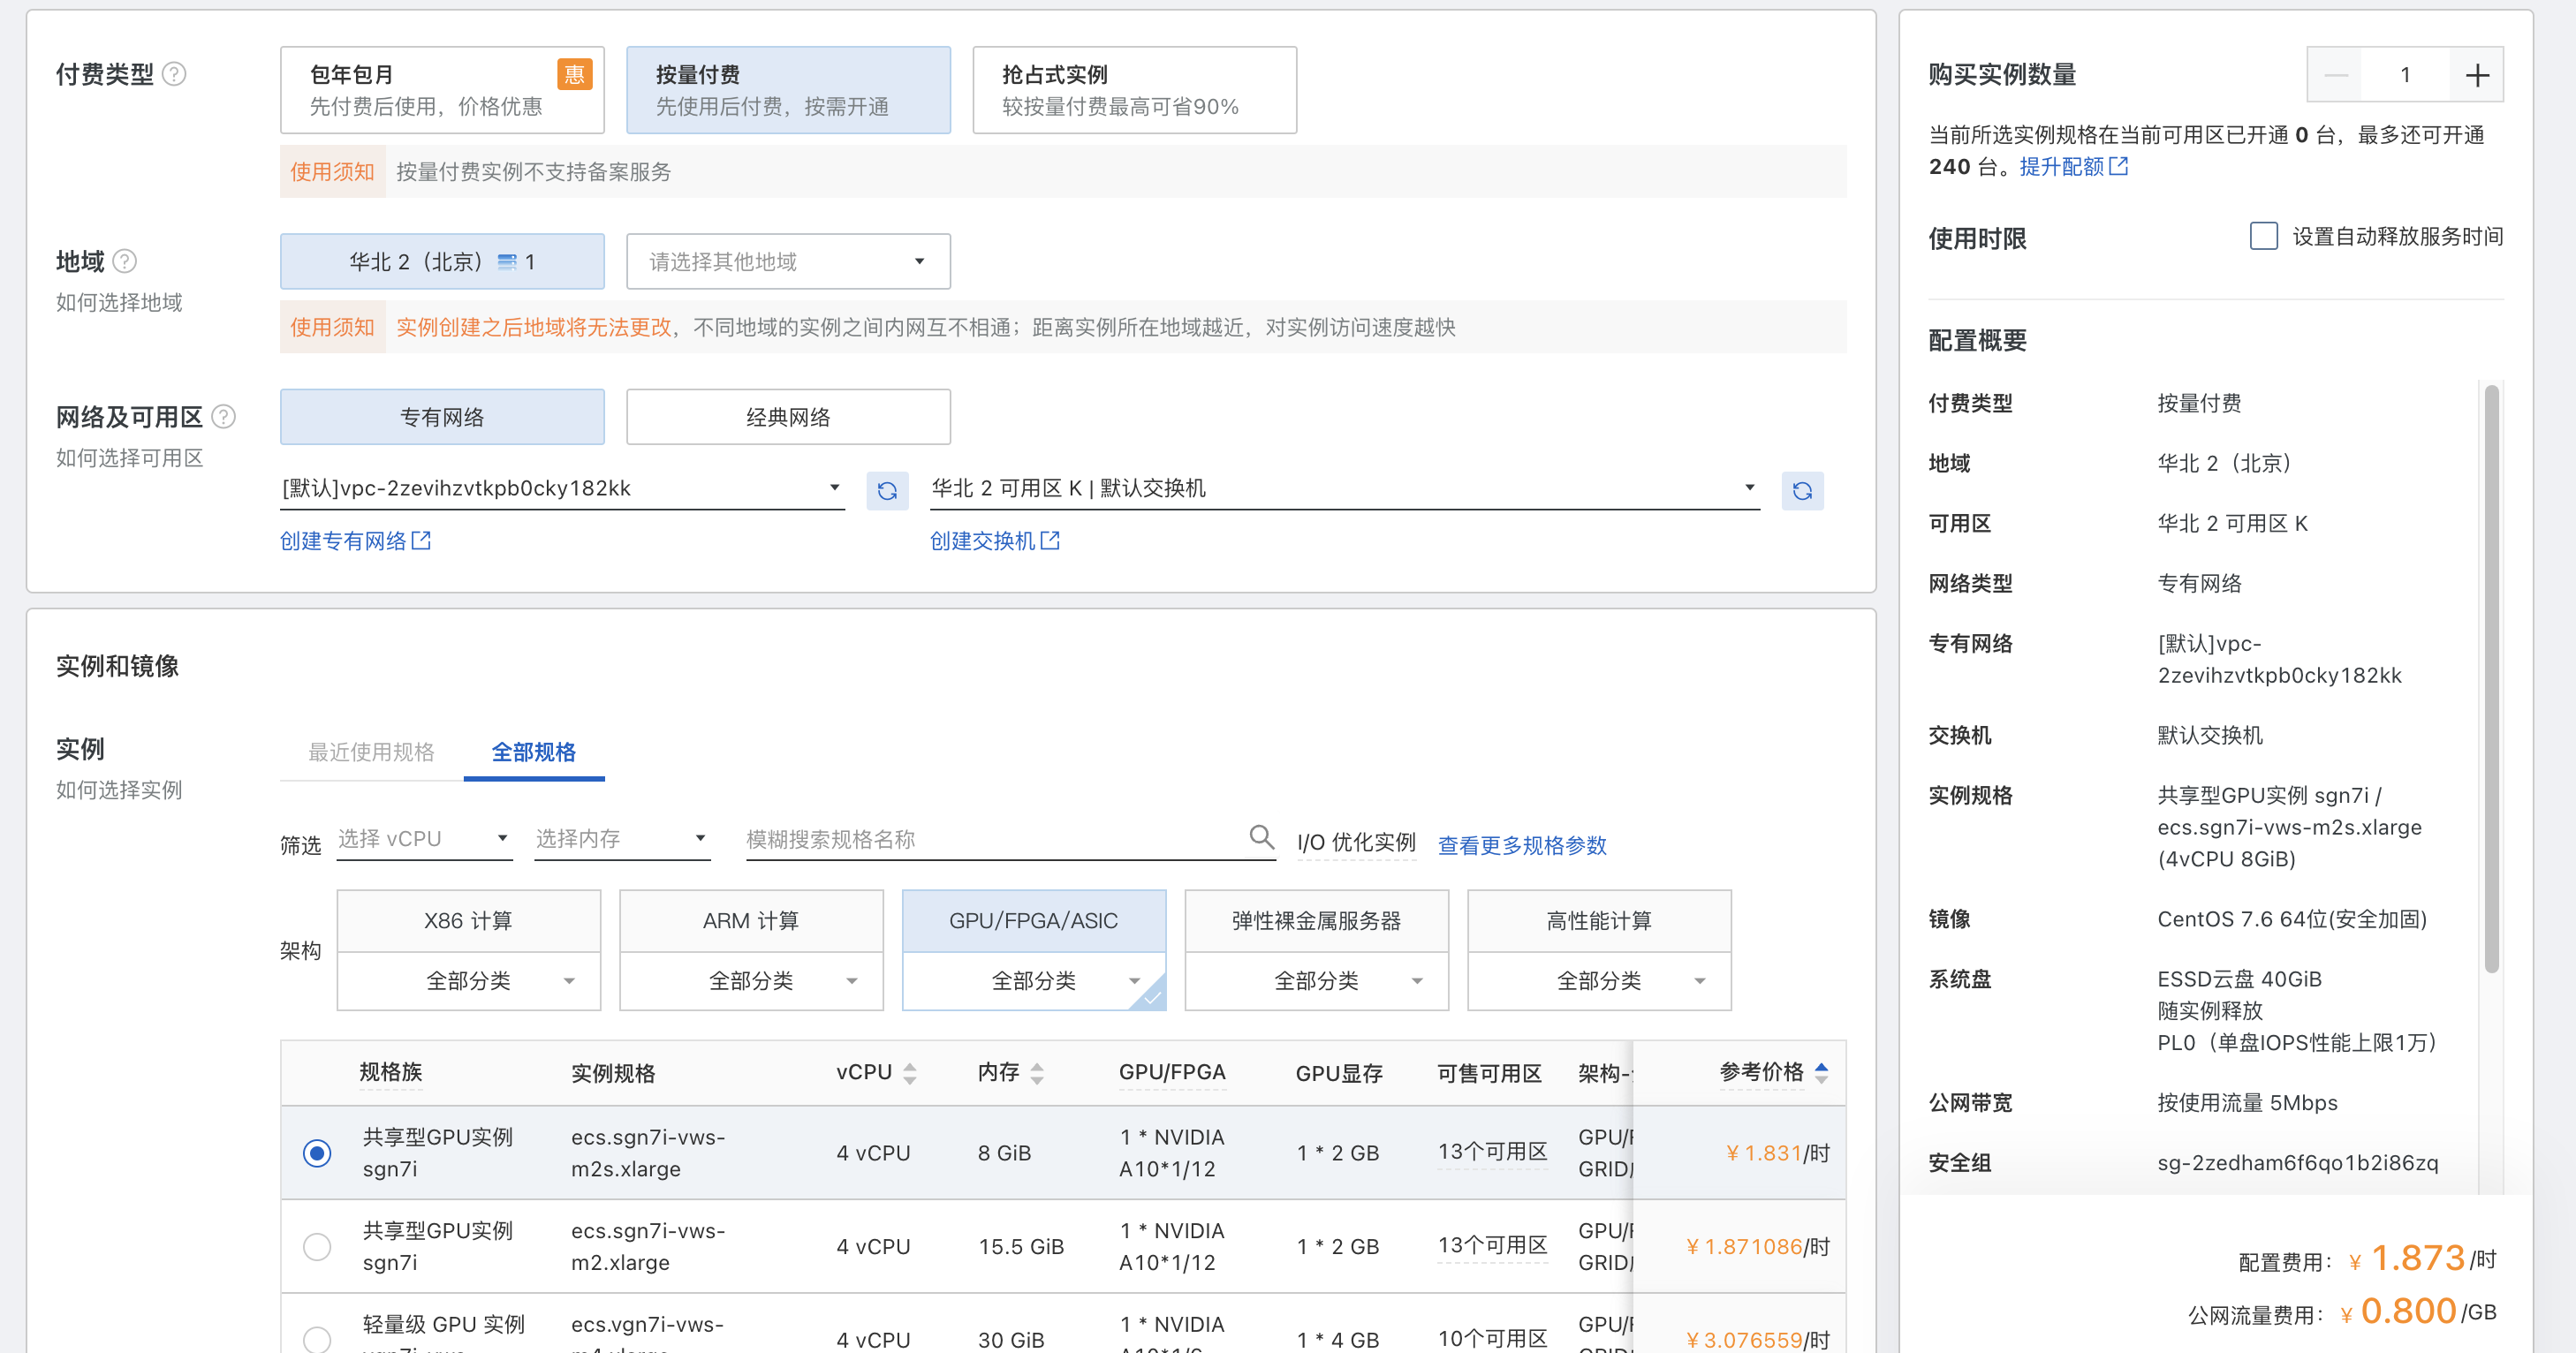 付费类型
包年包月 惠
先付费后使用，价格优惠
按量付费
先使用后付费，按需开通
抢占式实例
较按量付费最高可省90%
使用须知 按量付费实例不支持备案服务
地域
如何选择地域
华北 2（北京） 1
请选择其他地域
使用须知 实例创建之后地域将无法更改，不同地域的实例之间内网互不相通；距离实例所在地域越近，对实例访问速度越快
网络及可用区
如何选择可用区
专有网络
经典网络
[默认]vpc-2zevihzvtkpb0cky182kk
华北 2 可用区 K | 默认交换机
创建专有网络
创建交换机
实例和镜像
实例
如何选择实例
最近使用规格
全部规格
筛选 选择 vCPU 选择内存 模糊搜索规格名称 I/O 优化实例 查看更多规格参数
架构
X86 计算 ARM 计算 GPU/FPGA/ASIC 弹性裸金属服务器 高性能计算
全部分类 全部分类 全部分类 全部分类 全部分类
规格族 实例规格 vCPU 内存 GPU/FPGA GPU显存 可售可用区 架构- 参考价格
共享型GPU实例 ecs.sgn7i-vws- 4 vCPU 8 GiB 1 * NVIDIA 1 * 2 GB 13个可用区 GPU/ ¥ 1.831/时
sgn7i m2s.xlarge A10*1/12 GRID
共享型GPU实例 ecs.sgn7i-vws- 4 vCPU 15.5 GiB 1 * NVIDIA 1 * 2 GB 13个可用区 GPU/ ¥ 1.871086/时
sgn7i m2.xlarge A10*1/12 GRID
轻量级 GPU 实例 ecs.vgn7i-vws- 4 vCPU 30 GiB 1 * NVIDIA 1 * 4 GB 10个可用区 GPU/ ¥ 3.076559/时
购买实例数量
1
当前所选实例规格在当前可用区已开通 0 台，最多还可开通
240 台。提升配额
使用时限
设置自动释放服务时间
配置概要
付费类型 按量付费
地域 华北 2（北京）
可用区 华北 2 可用区 K
网络类型 专有网络
专有网络 [默认]vpc-
2zevihzvtkpb0cky182kk
交换机 默认交换机
实例规格 共享型GPU实例 sgn7i /
ecs.sgn7i-vws-m2s.xlarge
(4vCPU 8GiB)
镜像 CentOS 7.6 64位(安全加固)
系统盘 ESSD云盘 40GiB
随实例释放
PL0（单盘IOPS性能上限1万）
公网带宽 按使用流量 5Mbps
安全组 sg-2zedham6f6qo1b2i86zq
配置费用： ¥ 1.873 /时
公网流量费用： ¥ 0.800 /GB